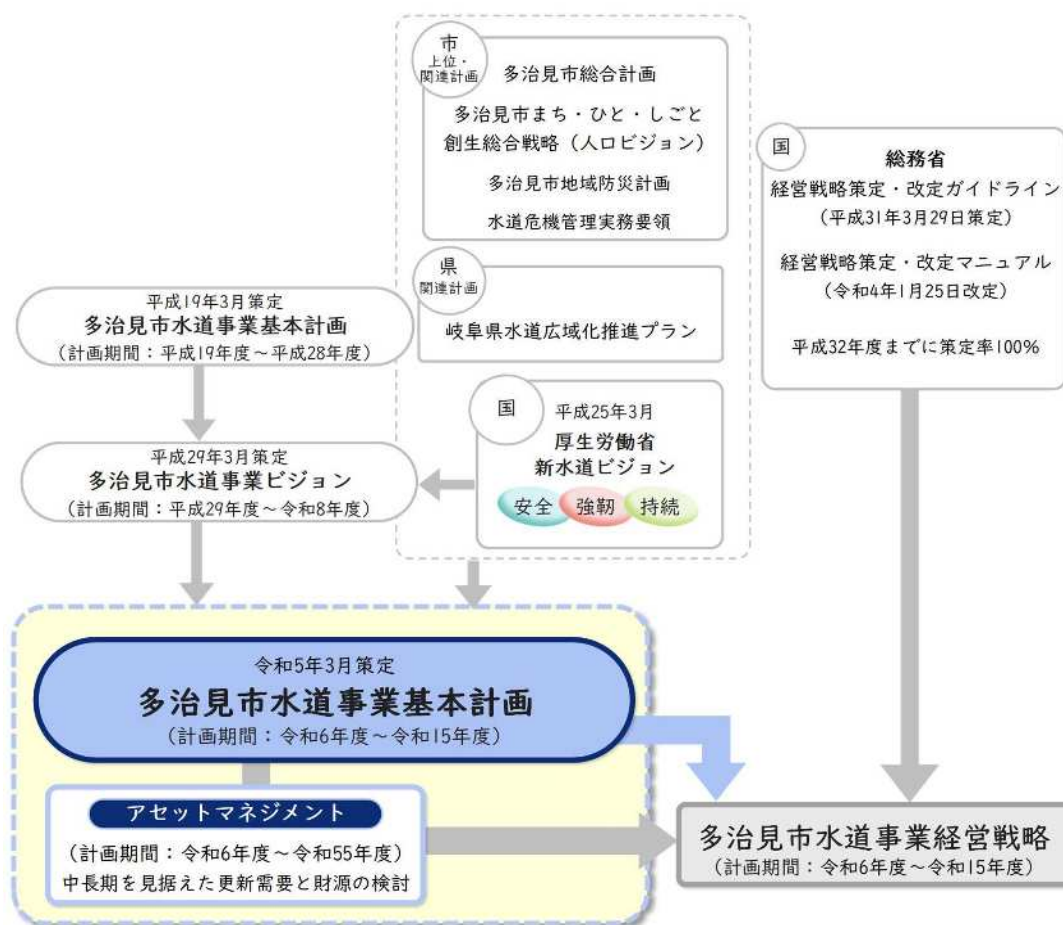 市
上位・
関連計画
多治見市総合計画
多治見市まち・ひと・しごと
創生総合戦略（人口ビジョン）
多治見市地域防災計画
水道危機管理実務要領
県
関連計画
岐阜県水道広域化推進プラン
国
平成25年3月
厚生労働省
新水道ビジョン
安全 強靭 持続
国
総務省
経営戦略策定・改定ガイドライン
（平成31年3月29日策定）
経営戦略策定・改定マニュアル
（令和4年1月25日改定）
平成32年度までに策定率100%
平成19年3月策定
多治見市水道事業基本計画
（計画期間：平成19年度～平成28年度）
平成29年3月策定
多治見市水道事業ビジョン
（計画期間：平成29年度～令和8年度）
令和5年3月策定
多治見市水道事業基本計画
（計画期間：令和6年度～令和15年度）
アセットマネジメント
（計画期間：令和6年度～令和55年度）
中長期を見据えた更新需要と財源の検討
多治見市水道事業経営戦略
（計画期間：令和6年度～令和15年度）